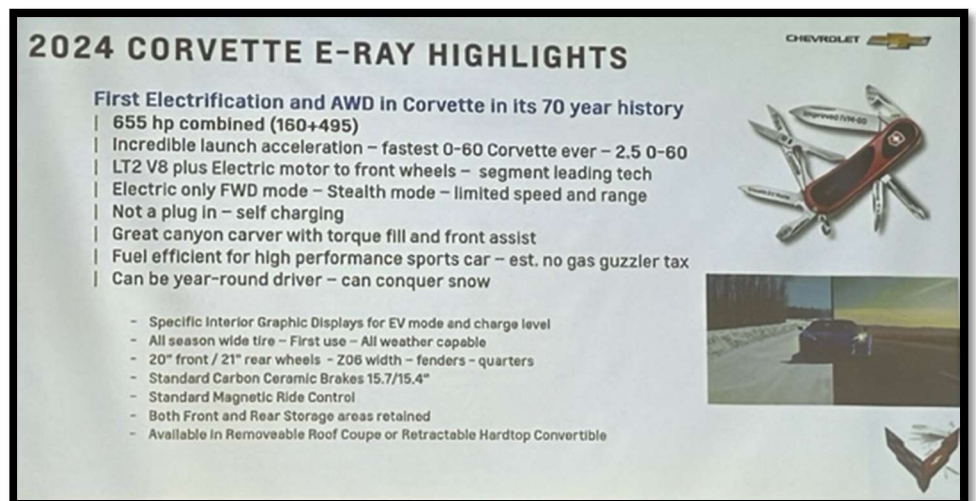 CHEVROLET
2024 CORVETTE E-RAY HIGHLIGHTS
First Electrification and AWD in Corvette in its 70 year history
| 655 hp combined (160+495)
| Incredible launch acceleration – fastest 0-60 Corvette ever – 2.5 0-60
| LT2 V8 plus Electric motor to front wheels – segment leading tech
| Electric only FWD mode – Stealth mode – limited speed and range
| Not a plug in – self charging
| Great canyon carver with torque fill and front assist
| Fuel efficient for high performance sports car – est. no gas guzzler tax
| Can be year-round driver – can conquer snow
- Specific Interior Graphic Displays for EV mode and charge level
- All season wide tire – First use – All weather capable
- 20" front / 21" rear wheels - Z06 width – fenders – quarters
- Standard Carbon Ceramic Brakes 15.7/15.4"
- Standard Magnetic Ride Control
- Both Front and Rear Storage areas retained
- Available in Removeable Roof Coupe or Retractable Hardtop Convertible
Improved